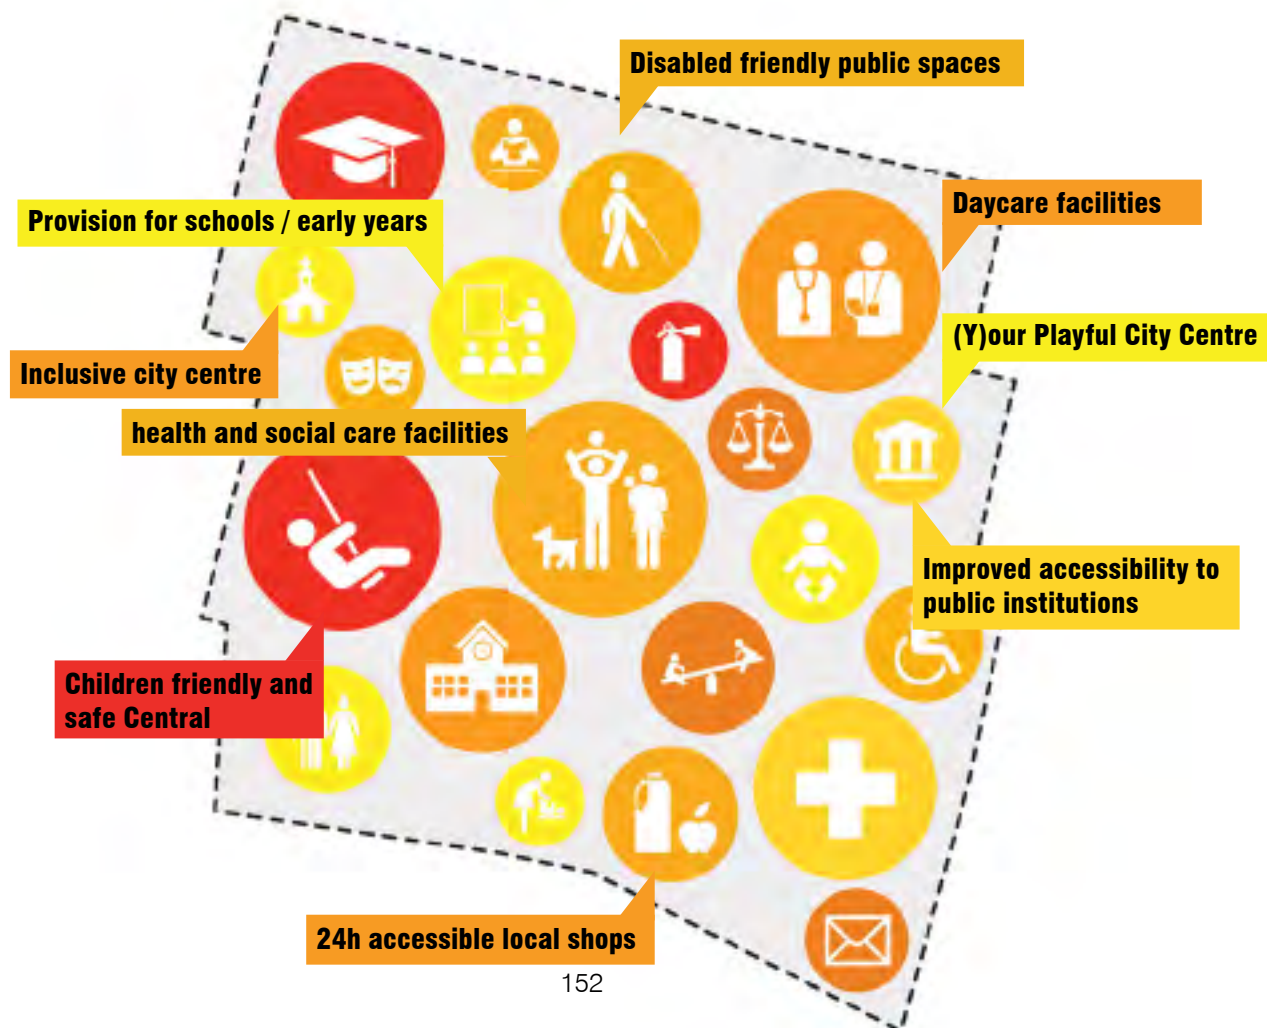 Disabled friendly public spaces
Daycare facilities
Provision for schools / early years
(Y)our Playful City Centre
Inclusive city centre
health and social care facilities
Improved accessibility to
public institutions
Children friendly and
safe Central
24h accessible local shops
152